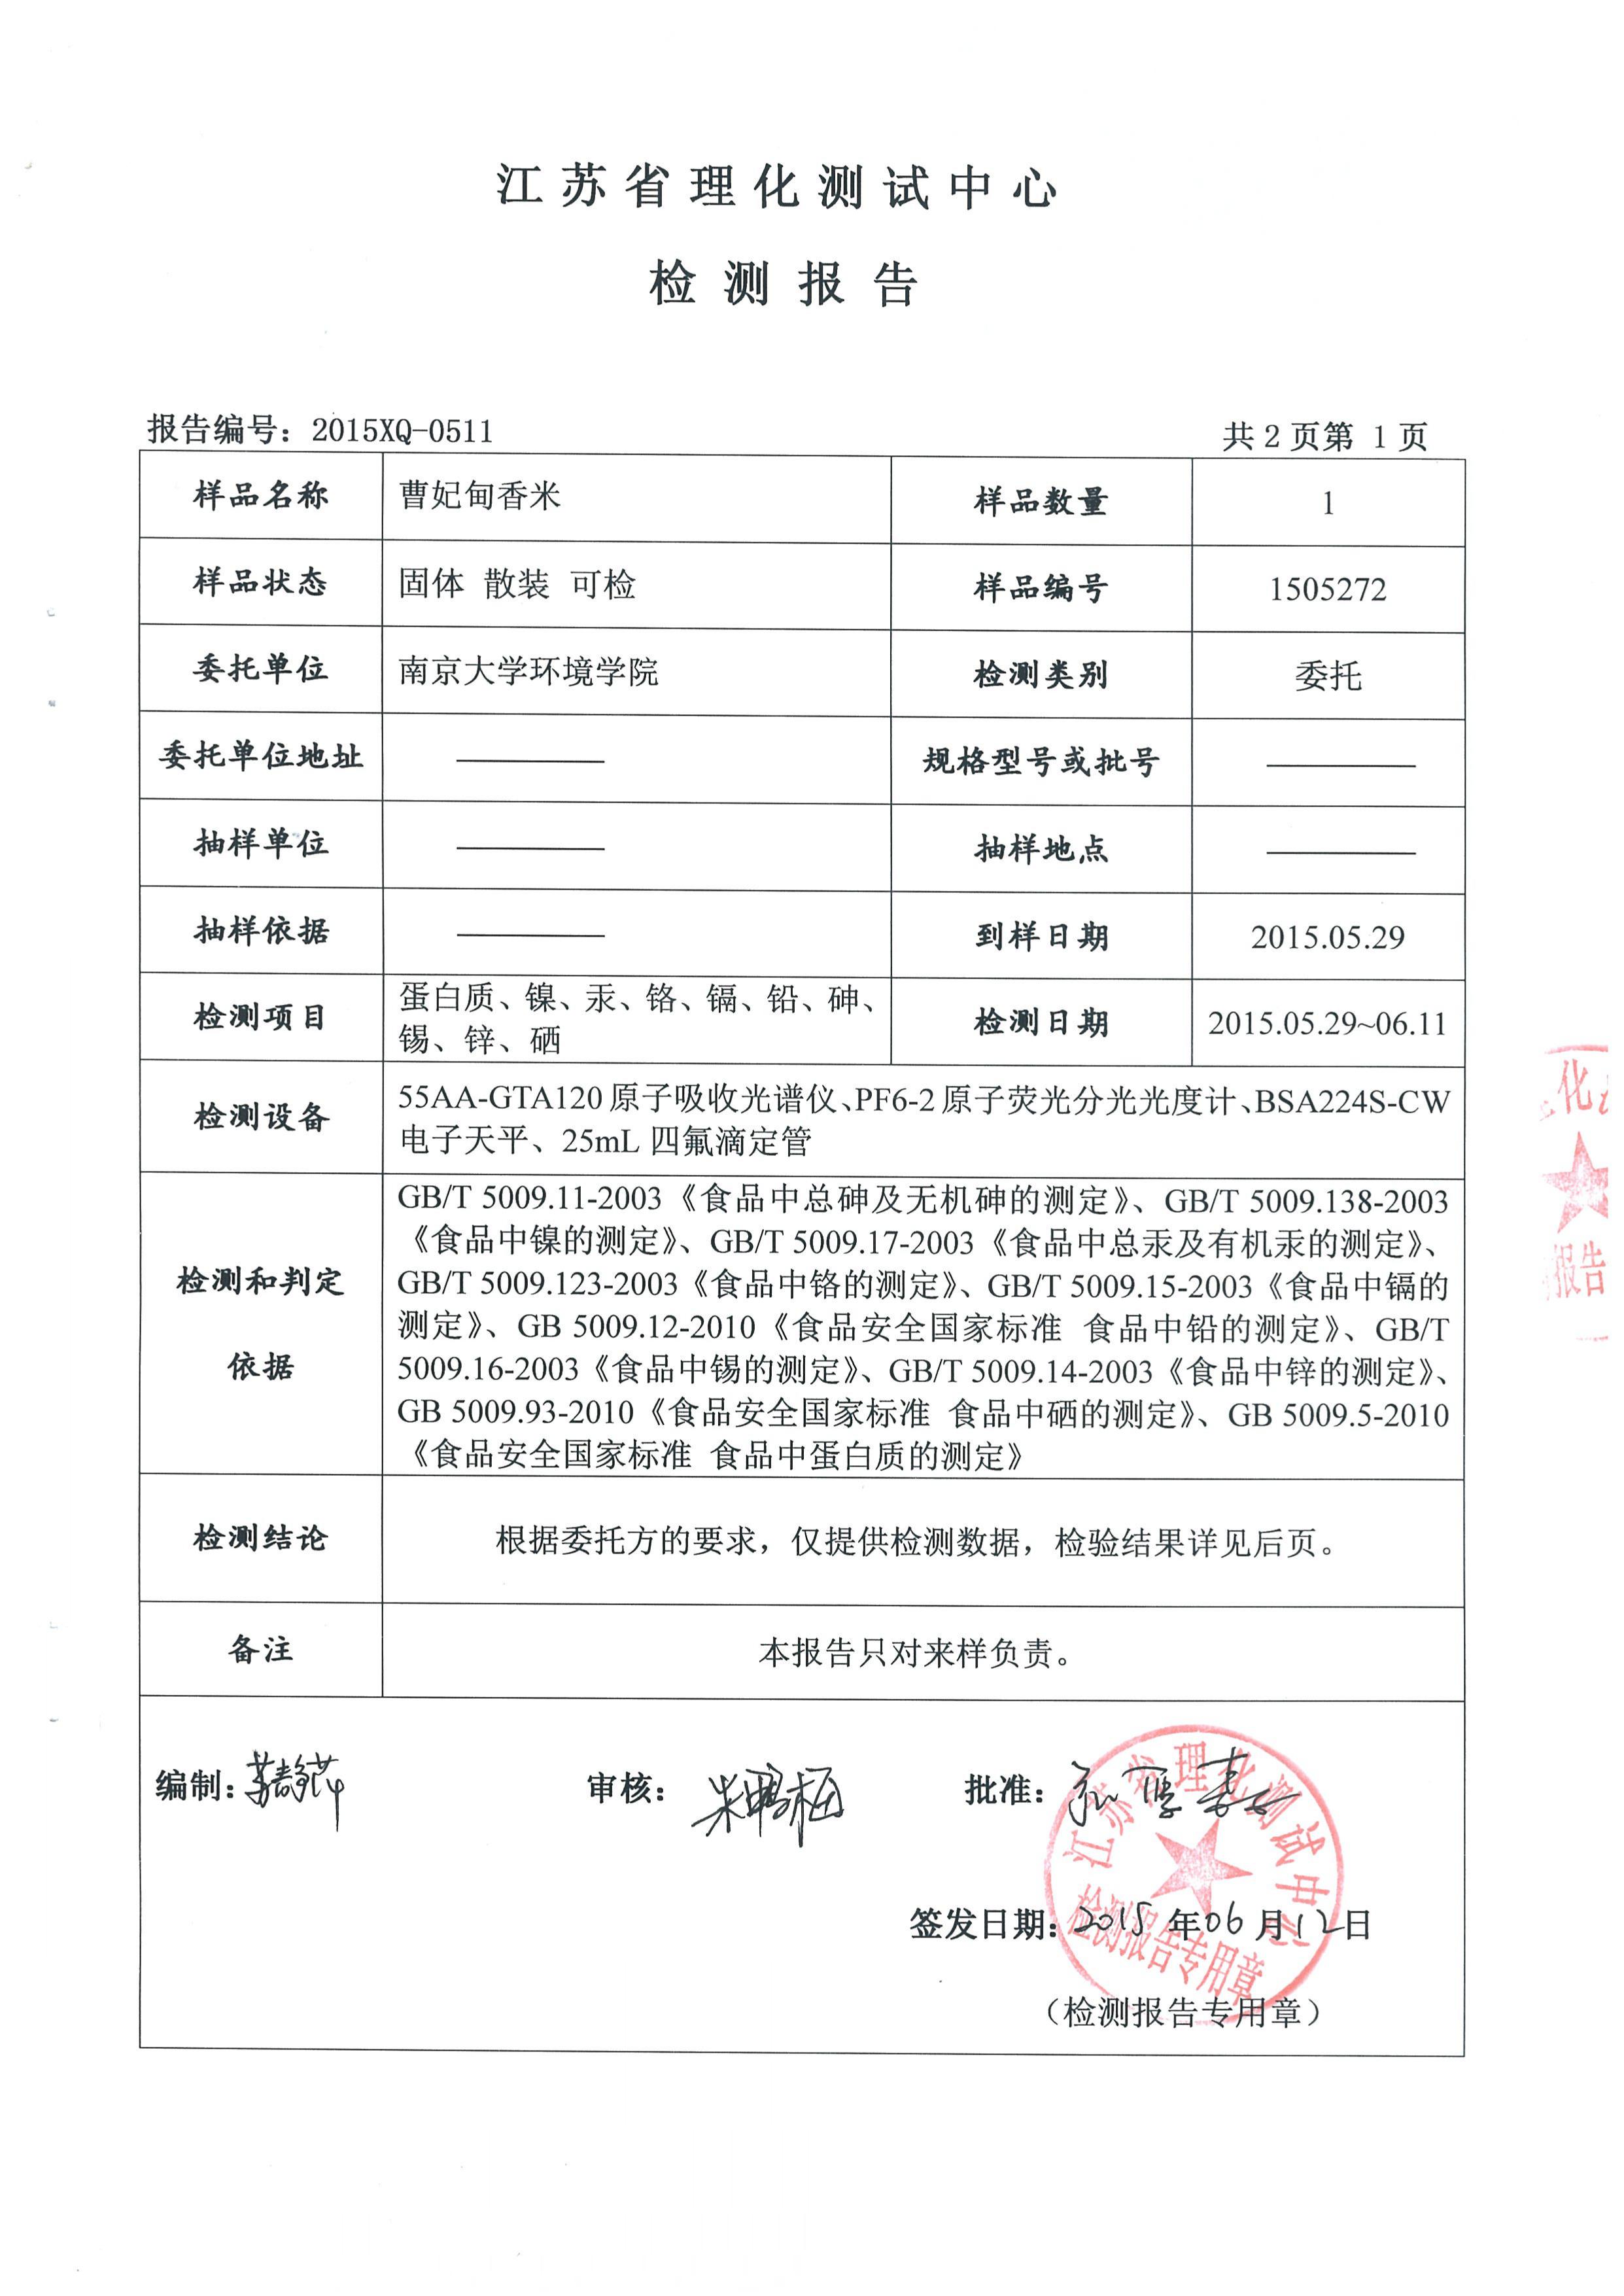 江苏省理化测试中心
检测报告
报告编号：2015XQ-0511
共2页第 1页
样品名称 曹妃甸香米 样品数量 1
样品状态 固体 散装 可检 样品编号 1505272
委托单位 南京大学环境学院 检测类别 委托
委托单位地址 ———— 规格型号或批号 ————
抽样单位 ———— 抽样地点 ————
抽样依据 ———— 到样日期 2015.05.29
检测项目 蛋白质、镍、汞、铬、镉、铅、砷、
锡、锌、硒
检测日期 2015.05.29~06.11
检测设备 55AA-GTA120原子吸收光谱仪、PF6-2原子荧光分光光度计、BSA224S-CW
电子天平、25mL 四氟滴定管
检测和判定
依据
GB/T 5009.11-2003《食品中总砷及无机砷的测定》、GB/T 5009.138-2003
《食品中镍的测定》、GB/T 5009.17-2003《食品中总汞及有机汞的测定》、
GB/T 5009.123-2003《食品中铬的测定》、GB/T 5009.15-2003《食品中镉的
测定》、GB 5009.12-2010《食品安全国家标准 食品中铅的测定》、GB/T
5009.16-2003《食品中锡的测定》、GB/T 5009.14-2003《食品中锌的测定》、
GB 5009.93-2010《食品安全国家标准 食品中硒的测定》、GB 5009.5-2010
《食品安全国家标准 食品中蛋白质的测定》
检测结论 根据委托方的要求，仅提供检测数据，检验结果详见后页。
备注 本报告只对来样负责。
编制： 审核： 批准：
江苏省理化测试中心
检测报告专用章
签发日期：2015 年06 月12日
（检测报告专用章）
化
报告